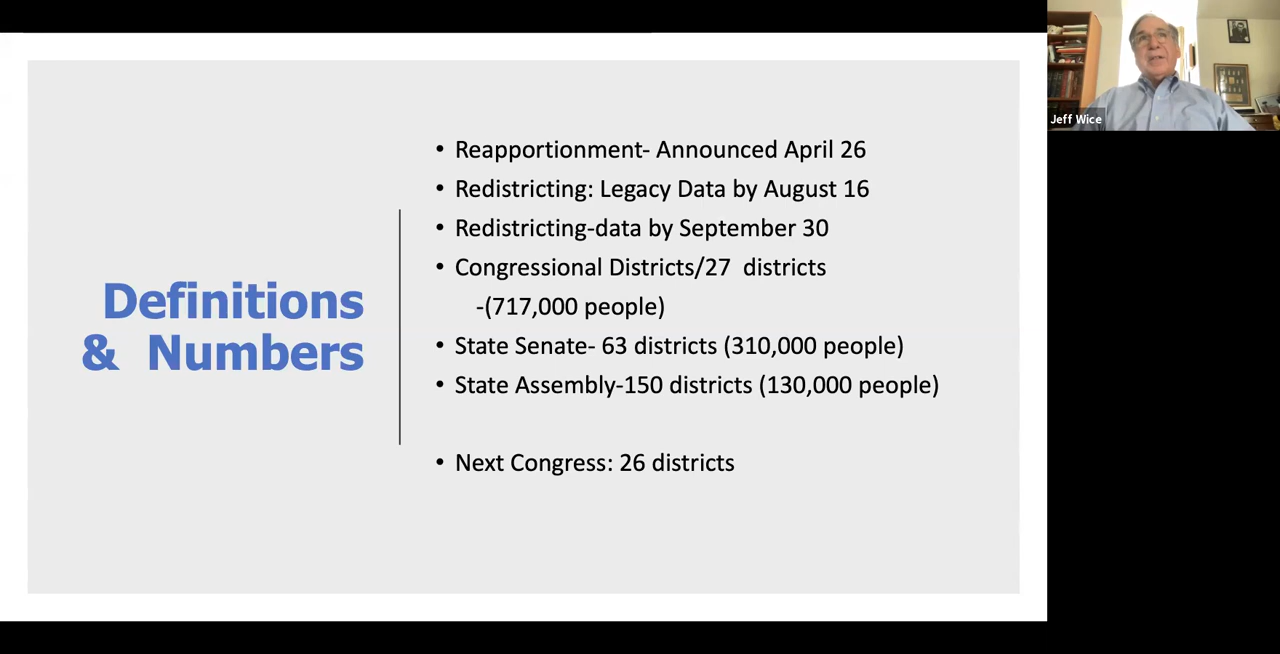 Definitions
& Numbers
• Reapportionment- Announced April 26
• Redistricting: Legacy Data by August 16
• Redistricting-data by September 30
• Congressional Districts/27 districts
-(717,000 people)
• State Senate- 63 districts (310,000 people)
• State Assembly-150 districts (130,000 people)
• Next Congress: 26 districts
Jeff Wice